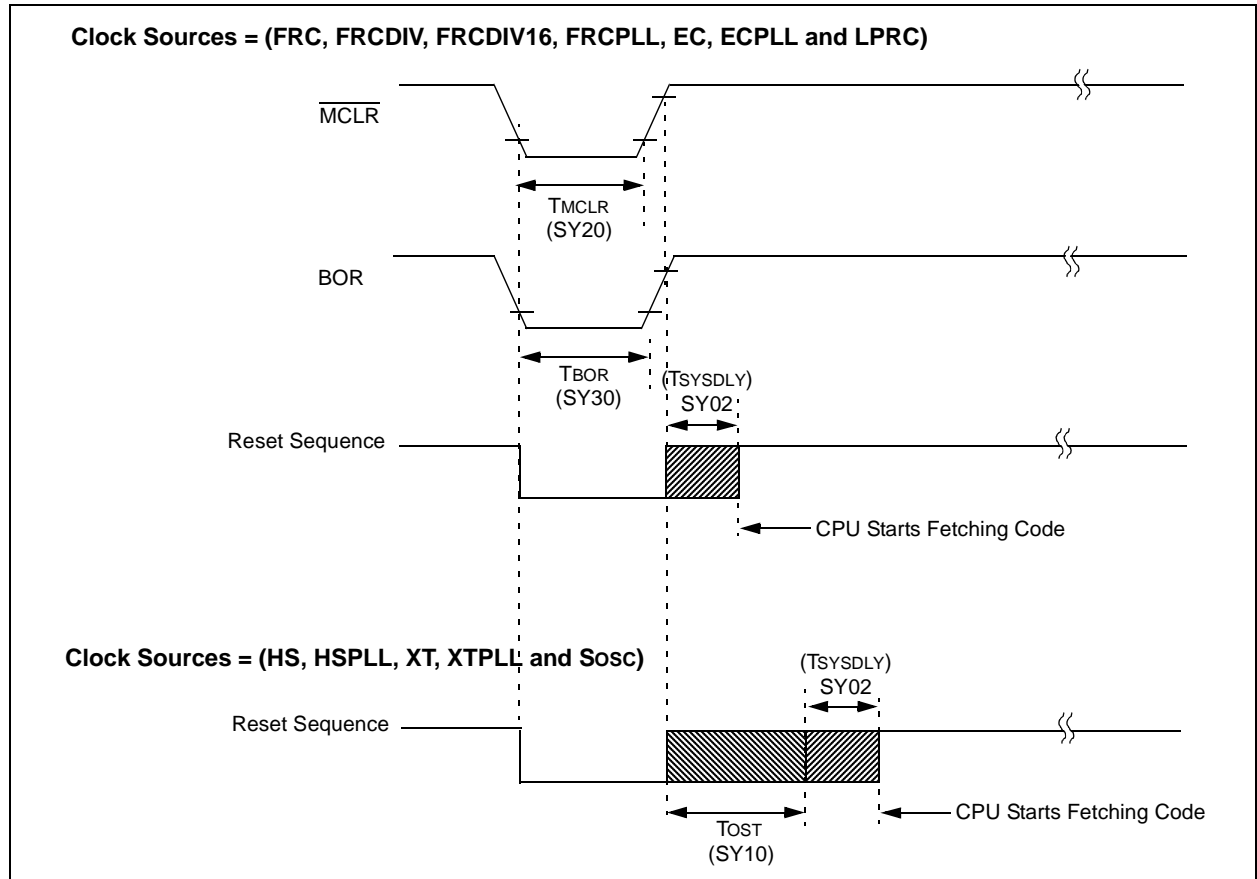 Clock Sources = (FRC, FRCDIV, FRCDIV16, FRCPLL, EC, ECPLL and LPRC)
MCLR
TMCLR
(SY20)
BOR
TBOR
(SY30)
(TSYSDLY)
SY02
Reset Sequence
CPU Starts Fetching Code
Clock Sources = (HS, HSPLL, XT, XTPLL and SOSC)
(TSYSDLY)
SY02
Reset Sequence
CPU Starts Fetching Code
TOST
(SY10)